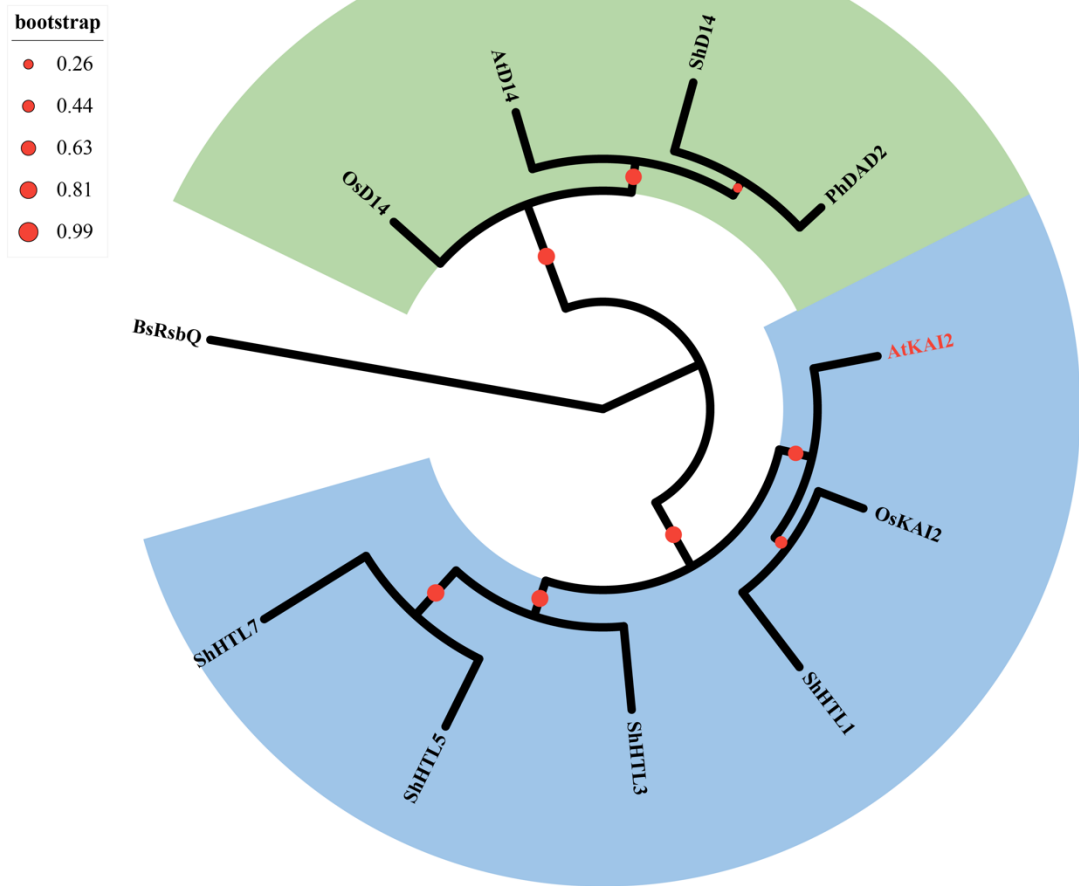 bootstrap
0.26
0.44
0.63
0.81
0.99
ShD14
AtD14
PhDAD2
OsD14
BsRsbQ
AtKAI2
OsKAI2
ShHTL1
ShHTL3
ShHTL5
ShHTL7